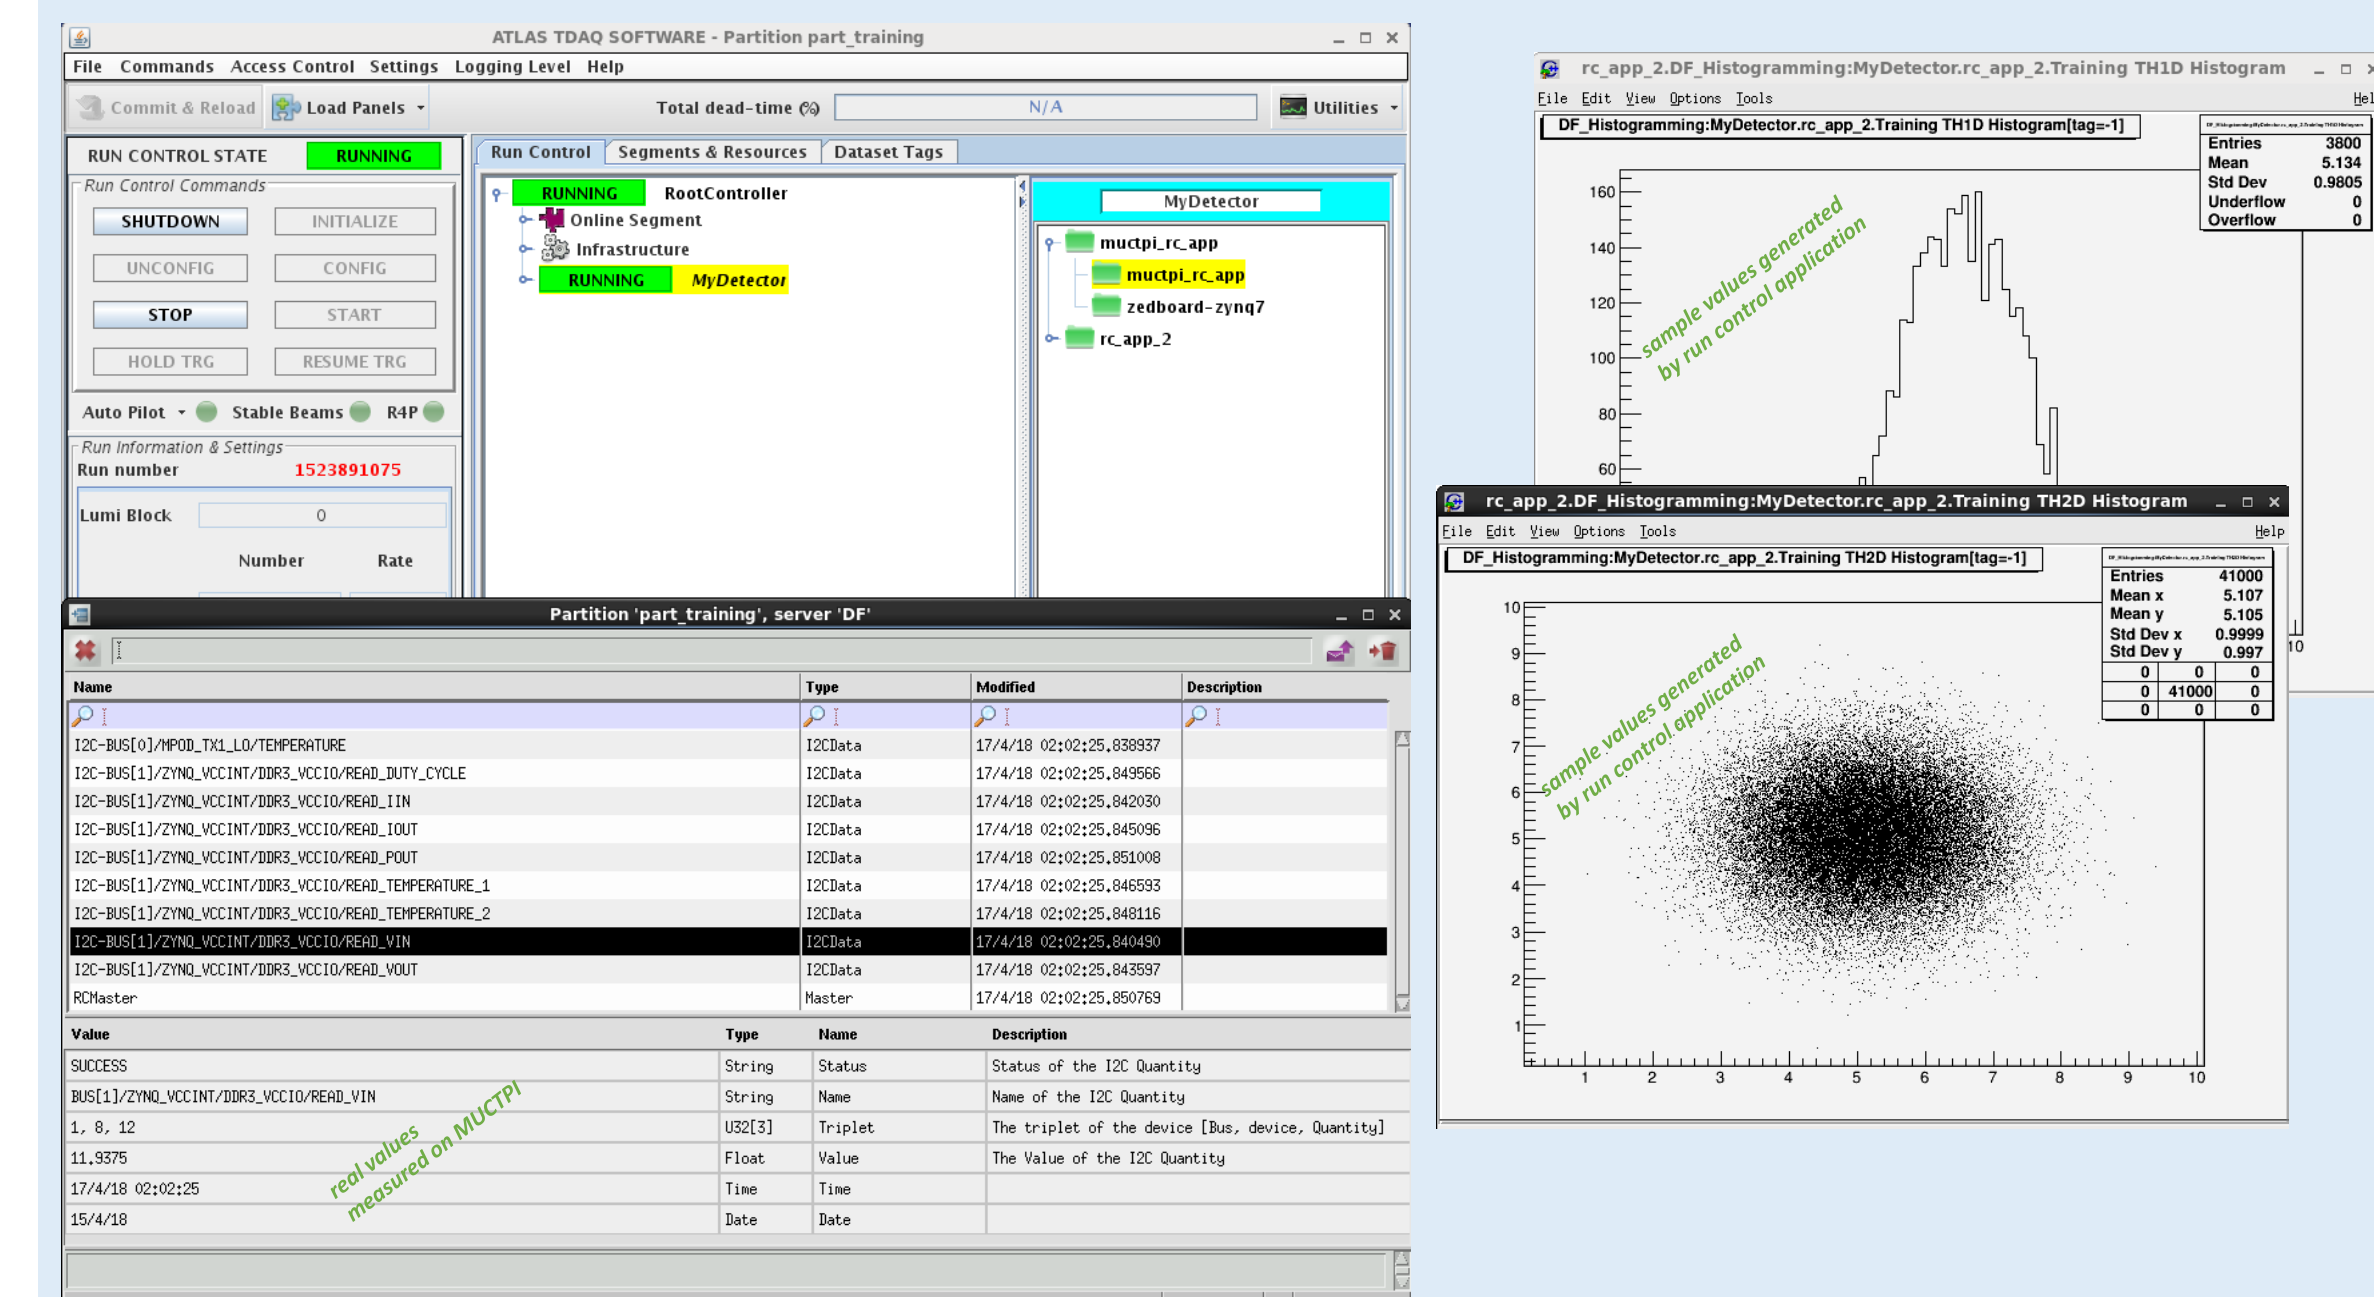 ATLAS TDAQ SOFTWARE - Partition part_training
File Commands Access Control Settings Logging Level Help
Commit & Reload Load Panels Total dead-time (%) N/A Utilities
RUN CONTROL STATE RUNNING
Run Control Commands
SHUTDOWN INITIALIZE
UNCONFIG CONFIG
STOP START
HOLD TRG RESUME TRG
Auto Pilot Stable Beams R4P
Run Information & Settings
Run number 1523891075
Lumi Block 0
Number Rate
Run Control Segments & Resources Dataset Tags
RUNNING RootController
Online Segment
Infrastructure
RUNNING MyDetector
MyDetector
muctpi_rc_app
muctpi_rc_app
zedboard-zynq7
rc_app_2
Partition 'part_training', server 'DF'
Name Type Modified Description
I2C-BUS[0]/MPOD_TX1_LO/TEMPERATURE I2CData 17/4/18 02:02:25.838937
I2C-BUS[1]/ZYNQ_VCCINT/DDR3_VCCIO/READ_DUTY_CYCLE I2CData 17/4/18 02:02:25.849566
I2C-BUS[1]/ZYNQ_VCCINT/DDR3_VCCIO/READ_IIN I2CData 17/4/18 02:02:25.842030
I2C-BUS[1]/ZYNQ_VCCINT/DDR3_VCCIO/READ_IOUT I2CData 17/4/18 02:02:25.845096
I2C-BUS[1]/ZYNQ_VCCINT/DDR3_VCCIO/READ_POUT I2CData 17/4/18 02:02:25.851008
I2C-BUS[1]/ZYNQ_VCCINT/DDR3_VCCIO/READ_TEMPERATURE_1 I2CData 17/4/18 02:02:25.846593
I2C-BUS[1]/ZYNQ_VCCINT/DDR3_VCCIO/READ_TEMPERATURE_2 I2CData 17/4/18 02:02:25.848116
I2C-BUS[1]/ZYNQ_VCCINT/DDR3_VCCIO/READ_VIN I2CData 17/4/18 02:02:25.840490
I2C-BUS[1]/ZYNQ_VCCINT/DDR3_VCCIO/READ_VOUT I2CData 17/4/18 02:02:25.843597
RCMaster Master 17/4/18 02:02:25.850769
Value Type Name Description
SUCCESS String Status Status of the I2C Quantity
BUS[1]/ZYNQ_VCCINT/DDR3_VCCIO/READ_VIN String Name Name of the I2C Quantity
1, 8, 12 U32[3] Triplet The triplet of the device [Bus, device, Quantity]
11.9375 Float Value The Value of the I2C Quantity
17/4/18 02:02:25 Time Time
15/4/18 Date Date
real values
measured on MUCTPI
rc_app_2.DF_Histogramming:MyDetector.rc_app_2.Training TH1D Histogram
File Edit View Options Tools Hel
DF_Histogramming:MyDetector.rc_app_2.Training TH1D Histogram[tag=-1]
Entries 3800
Mean 5.134
Std Dev 0.9805
Underflow 0
Overflow 0
160
140
120
100
80
60
10
sample values generated
by run control application
rc_app_2.DF_Histogramming:MyDetector.rc_app_2.Training TH2D Histogram
File Edit View Options Tools Help
DF_Histogramming:MyDetector.rc_app_2.Training TH2D Histogram[tag=-1]
Entries 41000
Mean x 5.107
Mean y 5.105
Std Dev x 0.9999
Std Dev y 0.997
0 0 0
0 41000 0
0 0 0
10
9
8
7
6
5
4
3
2
1
1 2 3 4 5 6 7 8 9 10
sample values generated
by run control application